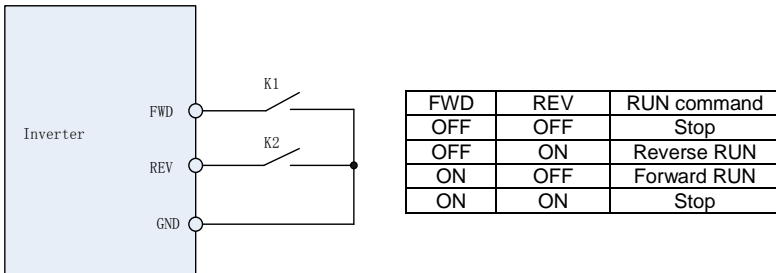 K1
FWD
Inverter
K2
REV
GND
FWD REV RUN command
OFF OFF Stop
OFF ON Reverse RUN
ON OFF Forward RUN
ON ON Stop